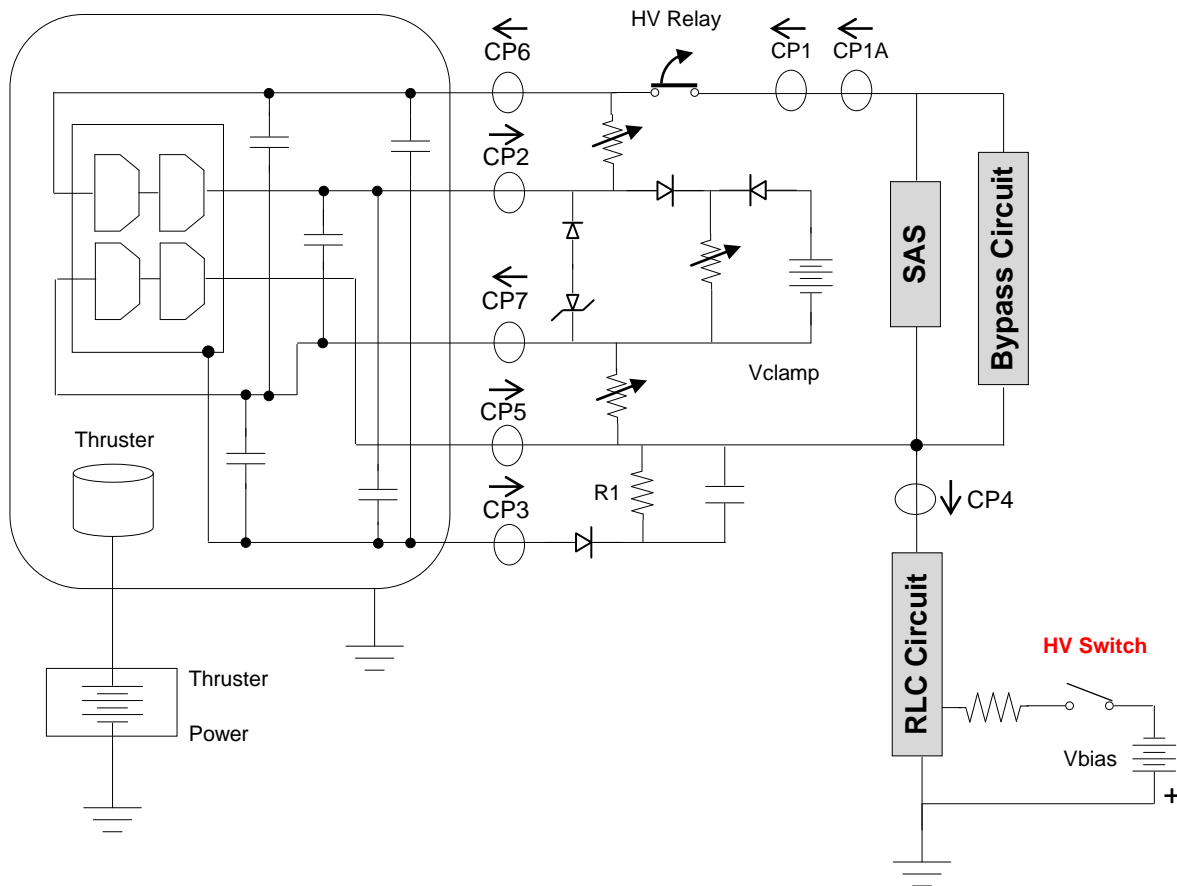 HV Relay
CP6
CP1
CP1A
CP2
SAS
Bypass Circuit
CP7
Vclamp
CP5
Thruster
R1
CP3
CP4
RLC Circuit
HV Switch
Thruster
Power
Vbias
+